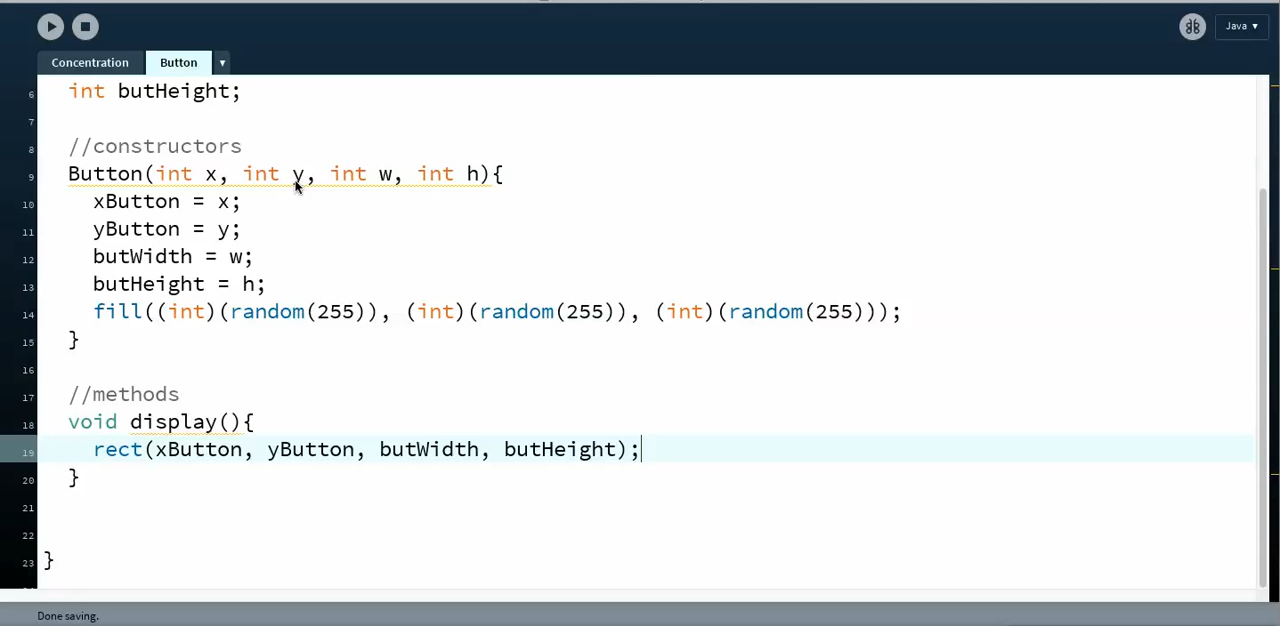 Java ▾
Concentration Button ▾
6 int butHeight;
7
8 //constructors
9 Button(int x, int y, int w, int h){
10 xButton = x;
11 yButton = y;
12 butWidth = w;
13 butHeight = h;
14 fill((int)(random(255)), (int)(random(255)), (int)(random(255)));
15 }
16
17 //methods
18 void display(){
19 rect(xButton, yButton, butWidth, butHeight);
20 }
21
22
23 }
Done saving.